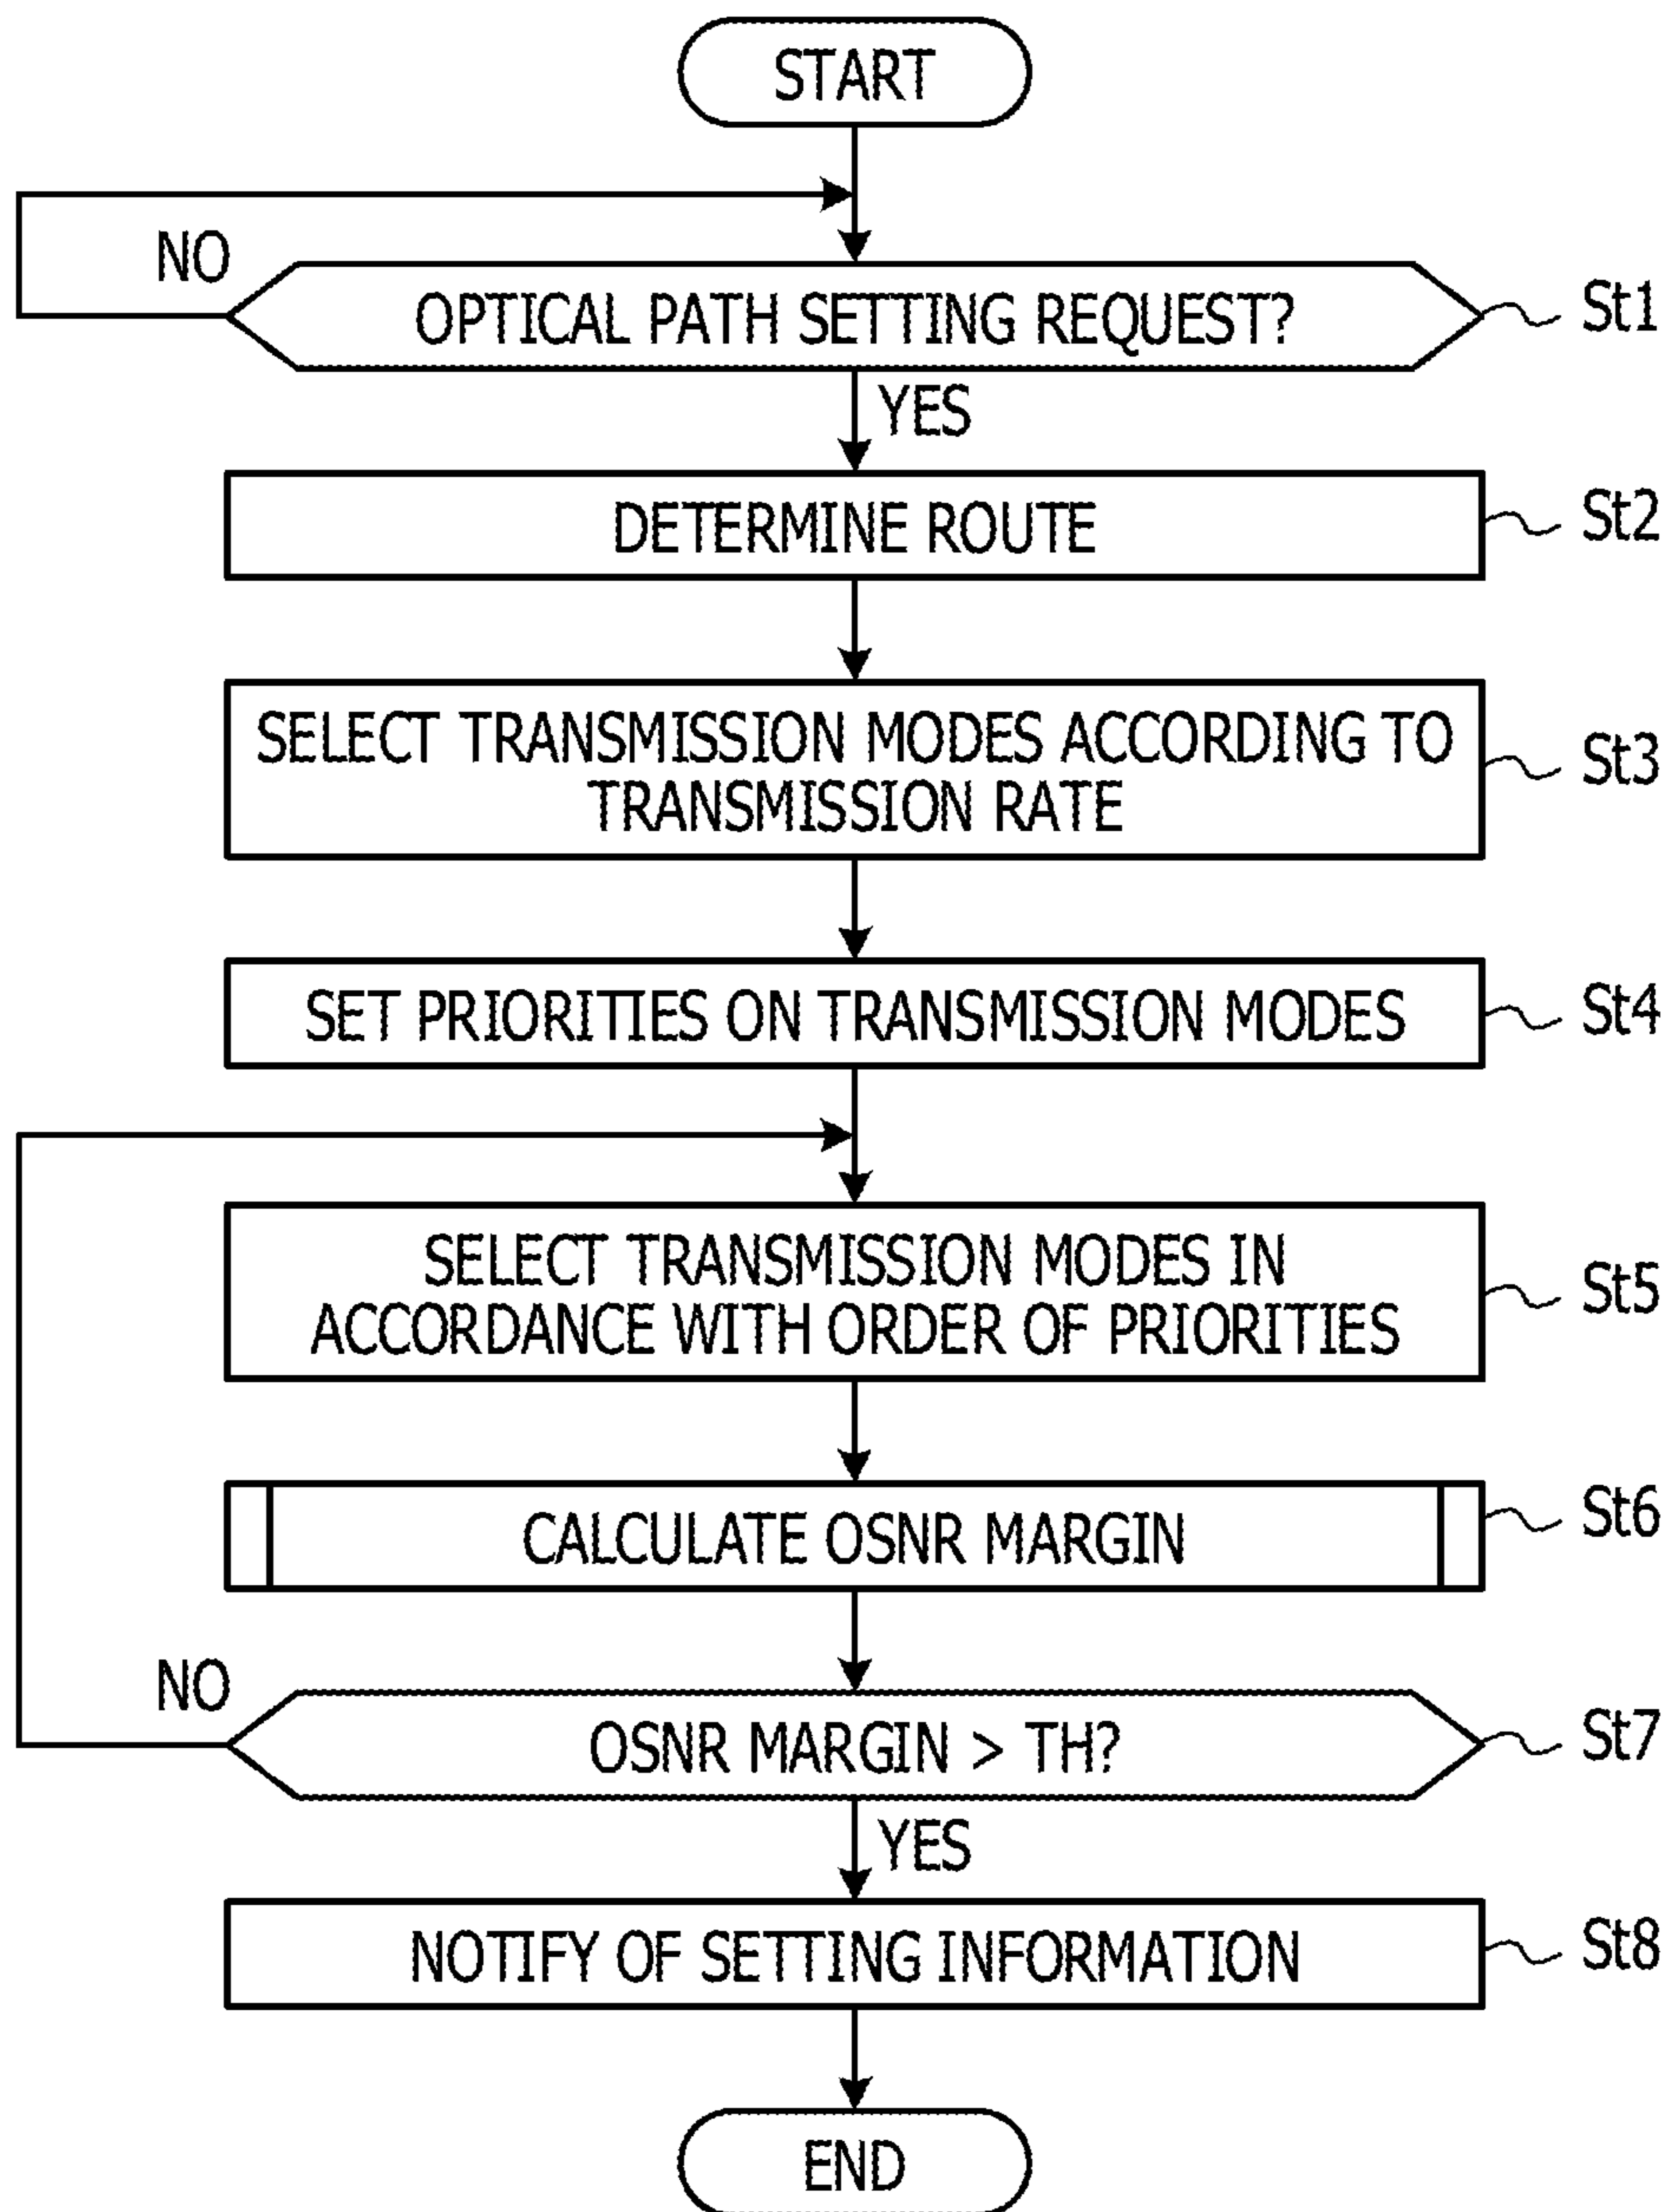 START
NO
OPTICAL PATH SETTING REQUEST?
St1
YES
DETERMINE ROUTE
St2
SELECT TRANSMISSION MODES ACCORDING TO
TRANSMISSION RATE
St3
SET PRIORITIES ON TRANSMISSION MODES
St4
SELECT TRANSMISSION MODES IN
ACCORDANCE WITH ORDER OF PRIORITIES
St5
CALCULATE OSNR MARGIN
St6
NO
OSNR MARGIN > TH?
St7
YES
NOTIFY OF SETTING INFORMATION
St8
END